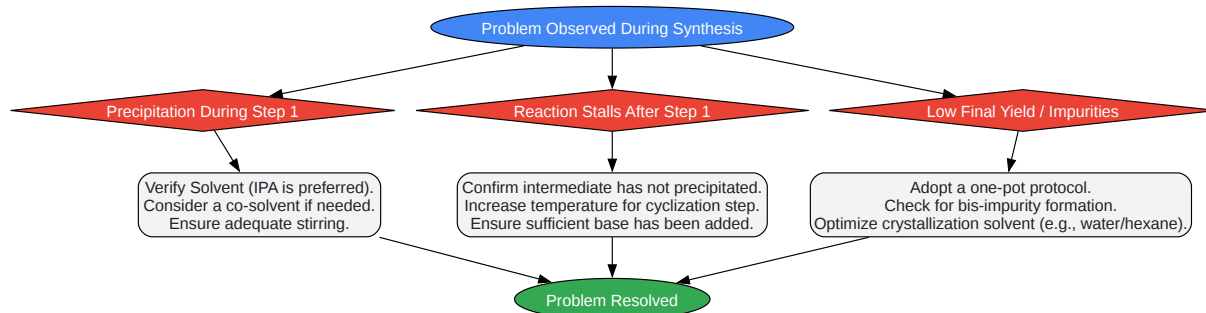 Problem Observed During Synthesis
Precipitation During Step 1
Reaction Stalls After Step 1
Low Final Yield / Impurities
Verify Solvent (IPA is preferred).
Consider a co-solvent if needed.
Ensure adequate stirring.
Confirm intermediate has not precipitated.
Increase temperature for cyclization step.
Ensure sufficient base has been added.
Adopt a one-pot protocol.
Check for bis-impurity formation.
Optimize crystallization solvent (e.g., water/hexane).
Problem Resolved